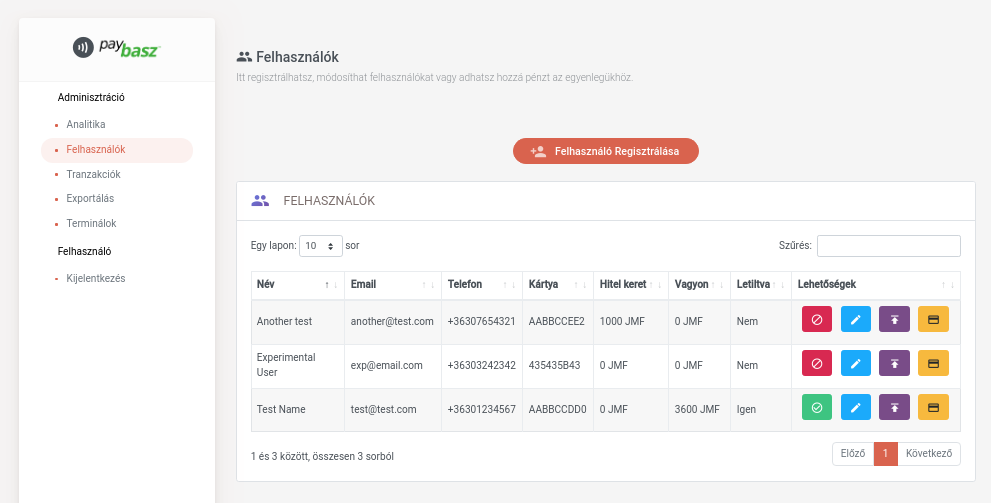 pay
basz
Adminisztráció
Analitika
Felhasználók
Tranzakciók
Exportálás
Terminálok
Felhasználó
Kijelentkezés
Felhasználók
Itt regisztrálhatsz, módosíthat felhasználókat vagy adhatsz hozzá pénzt az egyenlegükhöz.
Felhasználó Regisztrálása
FELHASZNÁLÓK
Egy lapon: 10 sor
Szűrés:
Név Email Telefon Kártya Hitel keret Vagyon Letiltva Lehetőségek
Another test another@test.com +36307654321 AABBCCEE2 1000 JMF 0 JMF Nem
Experimental
User exp@email.com +36303242342 435435B43 0 JMF 0 JMF Nem
Test Name test@test.com +36301234567 AABBCCDD0 0 JMF 3600 JMF Igen
1 és 3 között, összesen 3 sorból
Előző 1 Következő